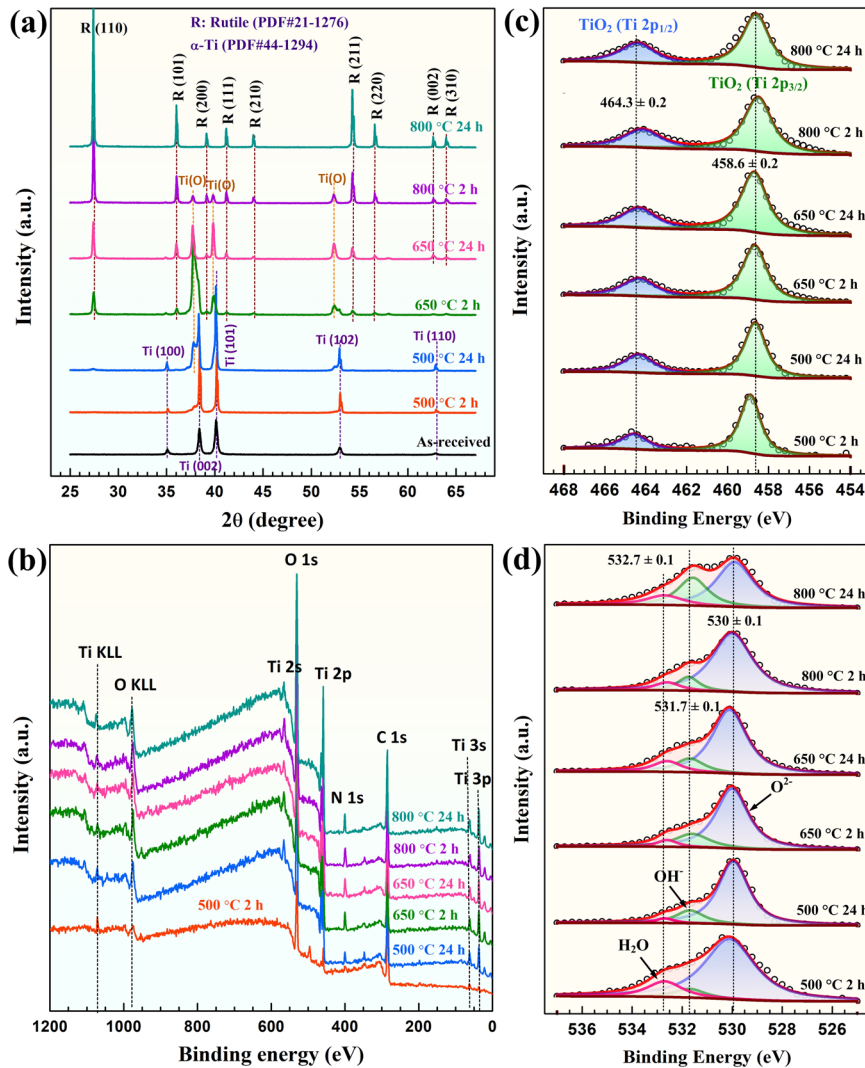 (a)
R: Rutile (PDF#21-1276)
α-Ti (PDF#44-1294)
R (110)
R (101)
R (200)
R (111)
R (210)
R (211)
R (220)
R (002)
R (310)
800 °C 24 h
Ti(O)
Ti(O)
Ti(O)
800 °C 2 h
650 °C 24 h
650 °C 2 h
Ti (100)
Ti (101)
Ti (102)
Ti (110)
500 °C 24 h
500 °C 2 h
As-received
Ti (002)
25 30 35 40 45 50 55 60 65
2θ (degree)
Intensity (a.u.)
(c)
TiO₂ (Ti 2p₁/₂)
800 °C 24 h
TiO₂ (Ti 2p₃/₂)
464.3 ± 0.2
800 °C 2 h
458.6 ± 0.2
650 °C 24 h
650 °C 2 h
500 °C 24 h
500 °C 2 h
468 466 464 462 460 458 456 454
Binding Energy (eV)
Intensity (a.u.)
(b)
O 1s
Ti KLL
O KLL
Ti 2s
Ti 2p
C 1s
N 1s
Ti 3s
Ti 3p
800 °C 24 h
800 °C 2 h
650 °C 24 h
650 °C 2 h
500 °C 24 h
500 °C 2 h
1200 1000 800 600 400 200 0
Binding energy (eV)
Intensity (a.u.)
(d)
532.7 ± 0.1
800 °C 24 h
530 ± 0.1
800 °C 2 h
531.7 ± 0.1
650 °C 24 h
O²⁻
650 °C 2 h
OH⁻
500 °C 24 h
H₂O
500 °C 2 h
536 534 532 530 528 526
Binding Energy (eV)
Intensity (a.u.)